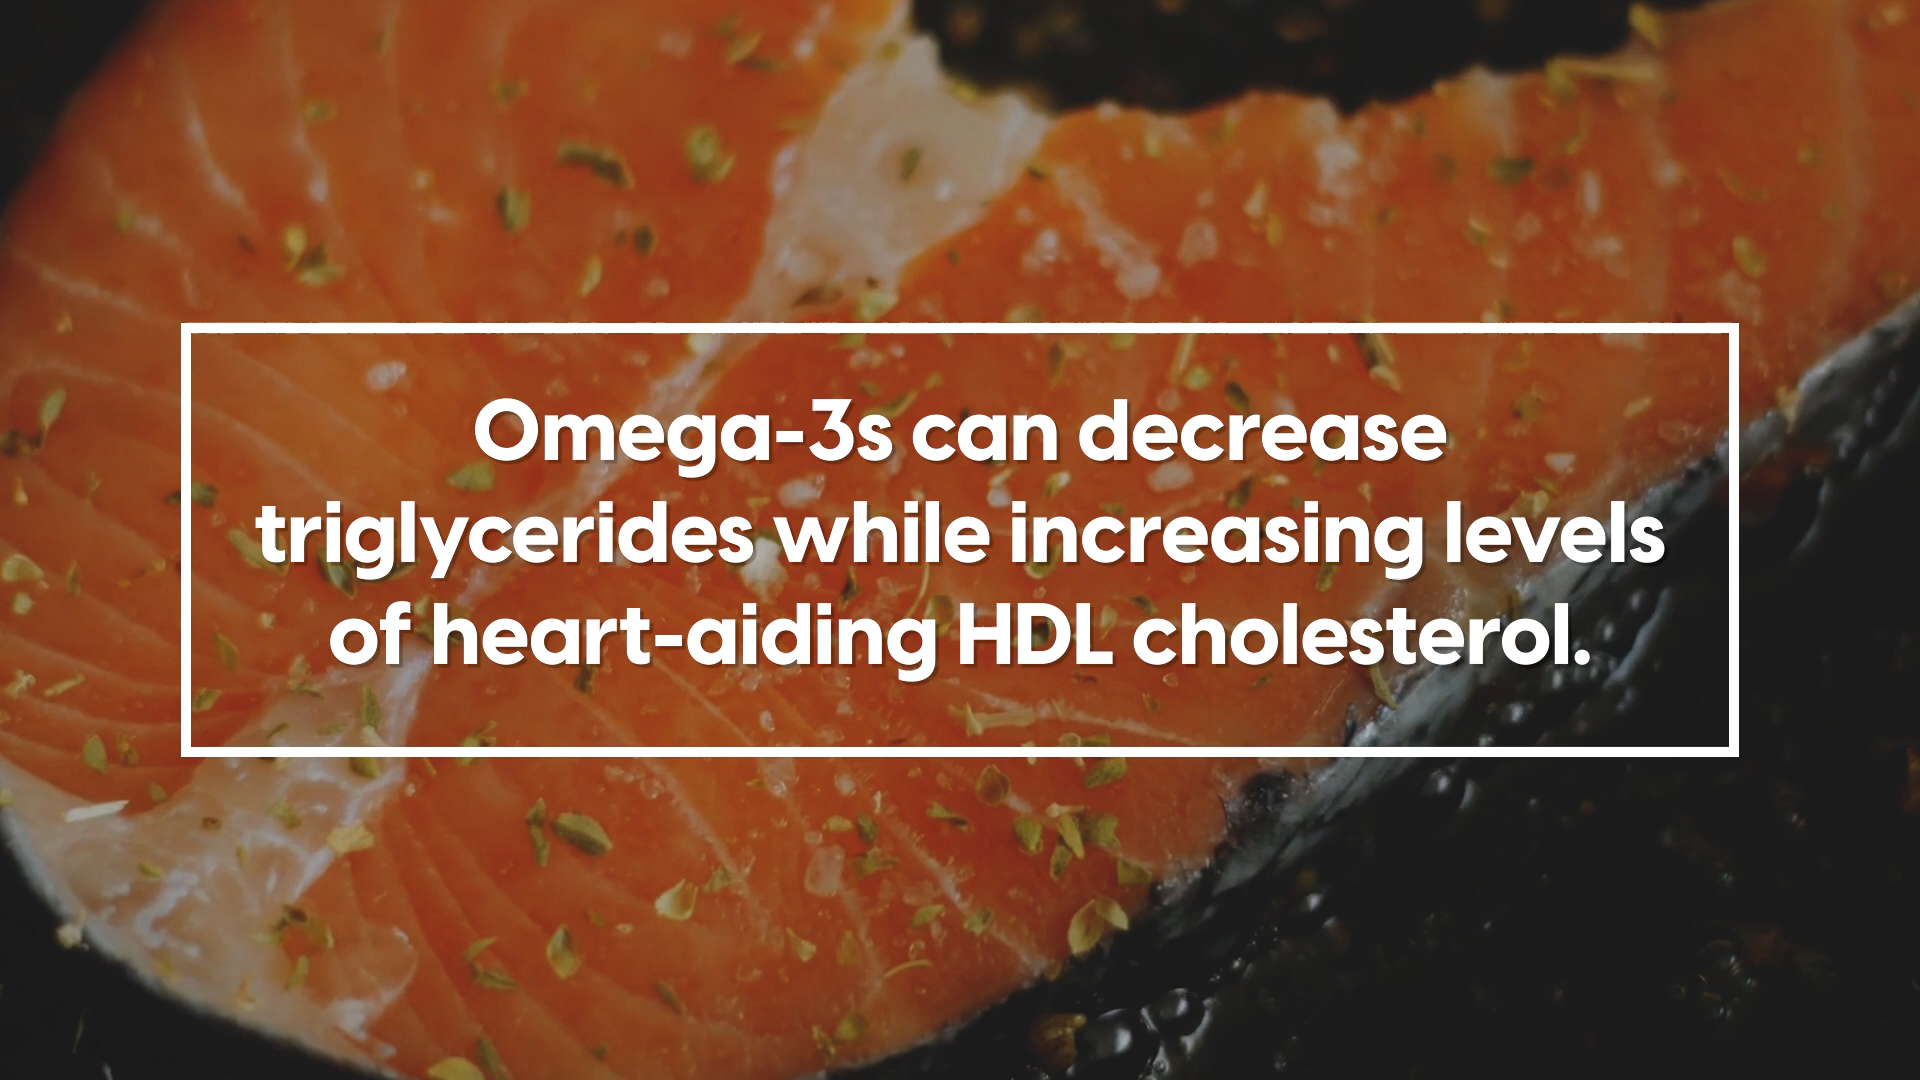 Omega-3s can decrease
triglycerides while increasing levels
of heart-aiding HDL cholesterol.